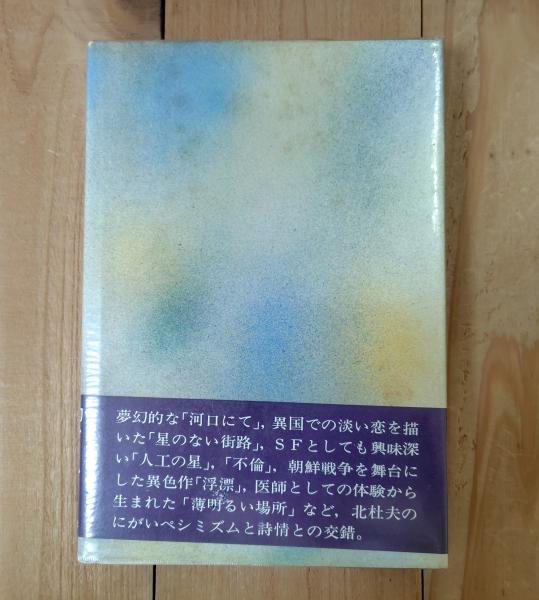 夢幻的な「河口にて」，異国での淡い恋を描
いた「星のない街路」，ＳＦとしても興味深
い「人工の星」，「不倫」，朝鮮戦争を舞台に
した異色作「浮漂」，医師としての体験から
生まれた「薄明るい場所」など，北杜夫の
にがいペシミズムと詩情との交錯。